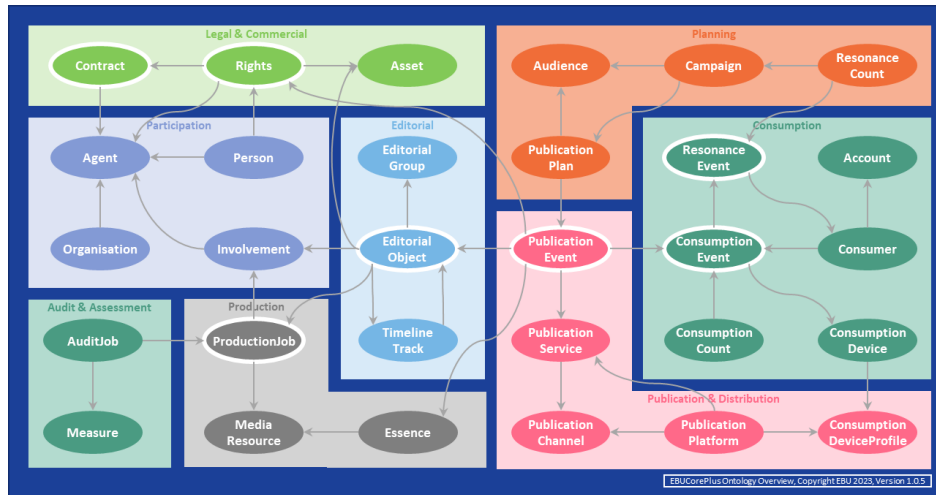 Legal & Commercial
Contract
Rights
Asset
Planning
Audience
Campaign
Resonance
Count
Participation
Agent
Person
Organisation
Involvement
Editorial
Editorial
Group
Editorial
Object
Timeline
Track
Publication
Plan
Consumption
Resonance
Event
Account
Consumption
Event
Consumer
Consumption
Count
Consumption
Device
Publication
Event
Publication
Service
Publication & Distribution
Publication
Channel
Publication
Platform
Consumption
DeviceProfile
Audit & Assessment
AuditJob
Measure
Production
ProductionJob
Media
Resource
Essence
EBUCorePlus Ontology Overview, Copyright EBU 2023, Version 1.0.5